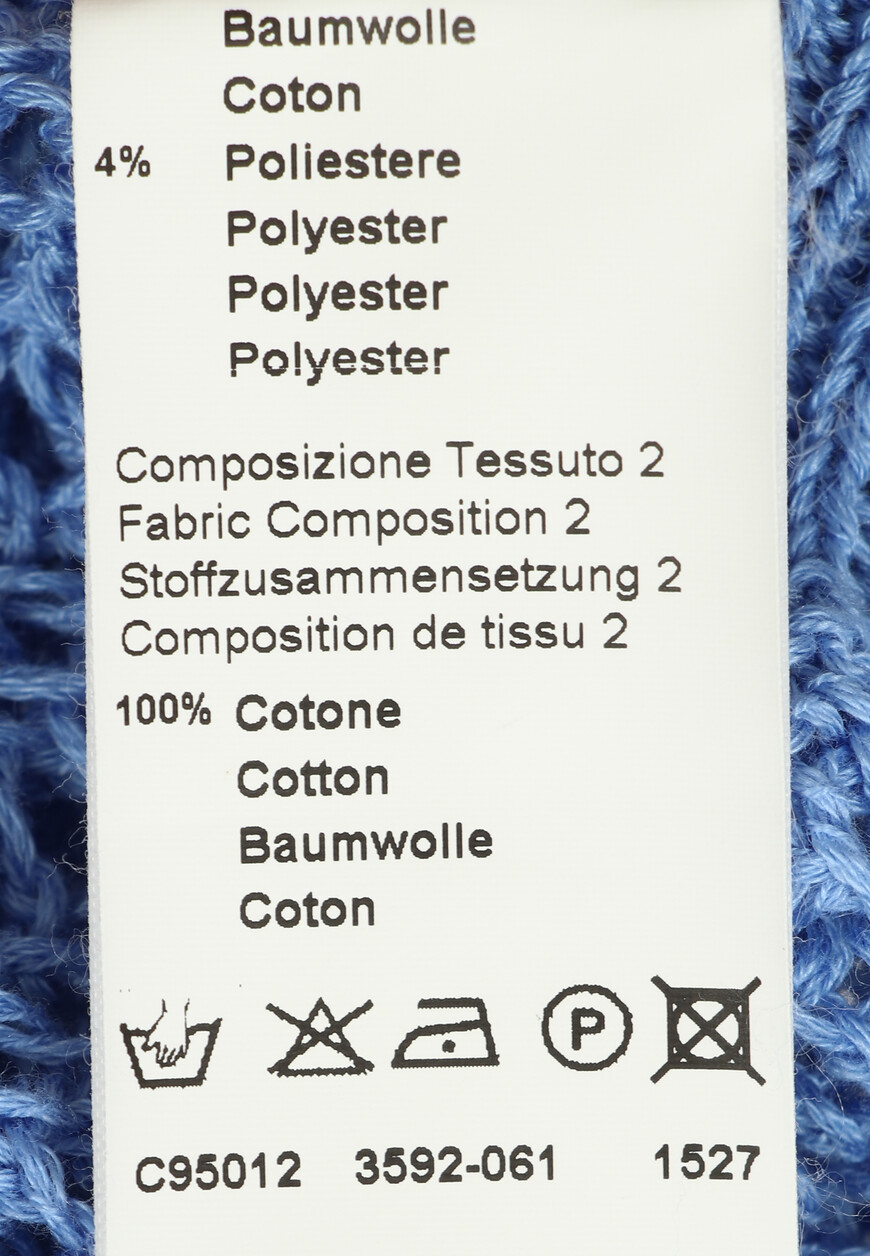 Baumwolle
Coton
4% Poliestere
Polyester
Polyester
Polyester
Composizione Tessuto 2
Fabric Composition 2
Stoffzusammensetzung 2
Composition de tissu 2
100% Cotone
Cotton
Baumwolle
Coton
P
C95012 3592-061 1527